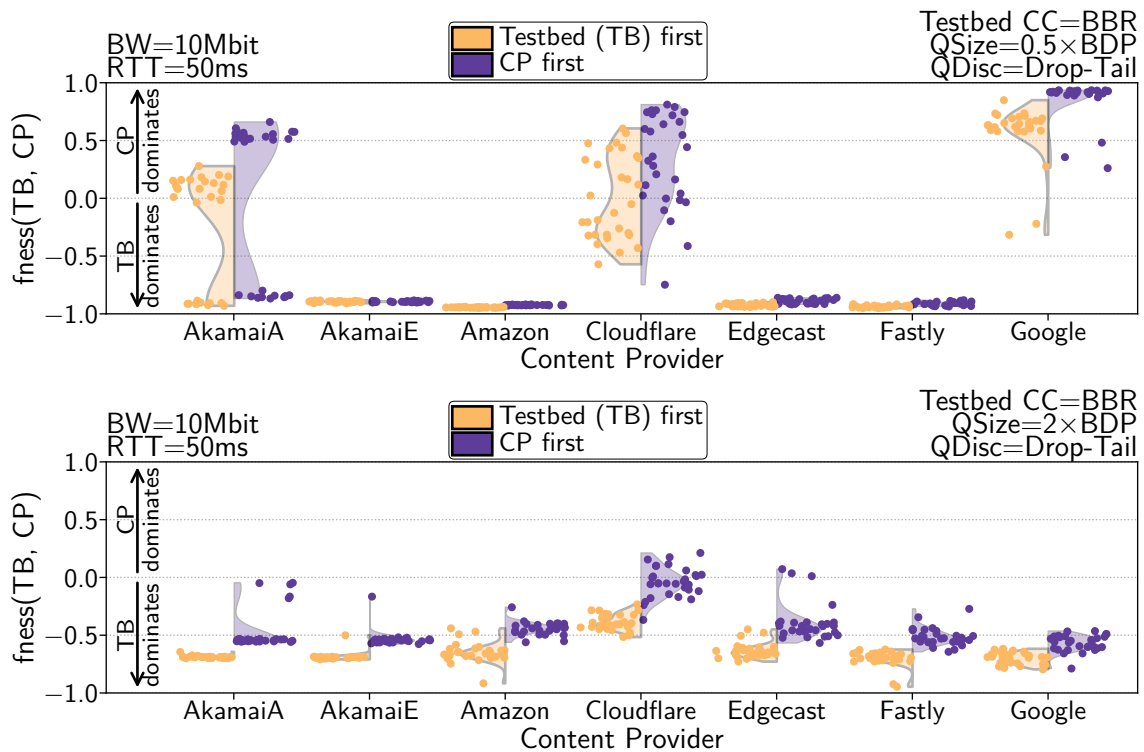 BW=10Mbit
RTT=50ms
Testbed (TB) first
CP first
Testbed CC=BBR
QSize=0.5×BDP
QDisc=Drop-Tail
fness(TB, CP)
CP dominates
TB dominates
1.0
0.5
0.0
−0.5
−1.0
AkamaiA AkamaiE Amazon Cloudflare Edgecast Fastly Google
Content Provider
BW=10Mbit
RTT=50ms
Testbed (TB) first
CP first
Testbed CC=BBR
QSize=2×BDP
QDisc=Drop-Tail
fness(TB, CP)
CP dominates
TB dominates
1.0
0.5
0.0
−0.5
−1.0
AkamaiA AkamaiE Amazon Cloudflare Edgecast Fastly Google
Content Provider